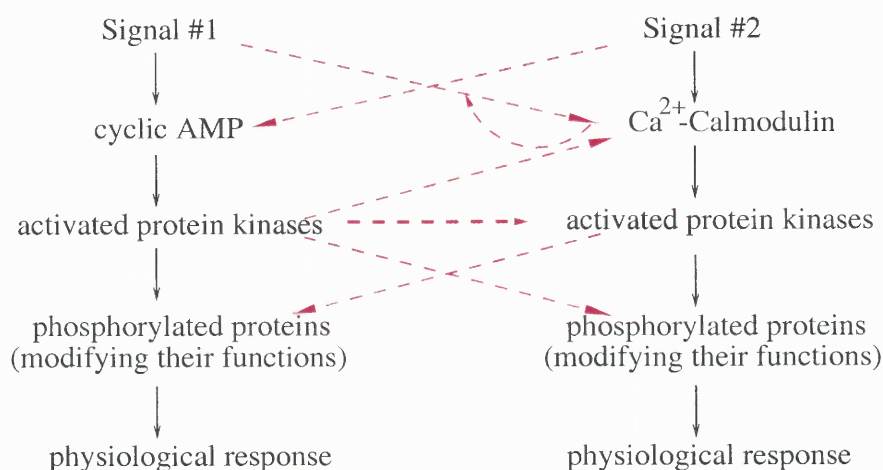 Signal #1
Signal #2
cyclic AMP
Ca2+-Calmodulin
activated protein kinases
activated protein kinases
phosphorylated proteins
(modifying their functions)
phosphorylated proteins
(modifying their functions)
physiological response
physiological response